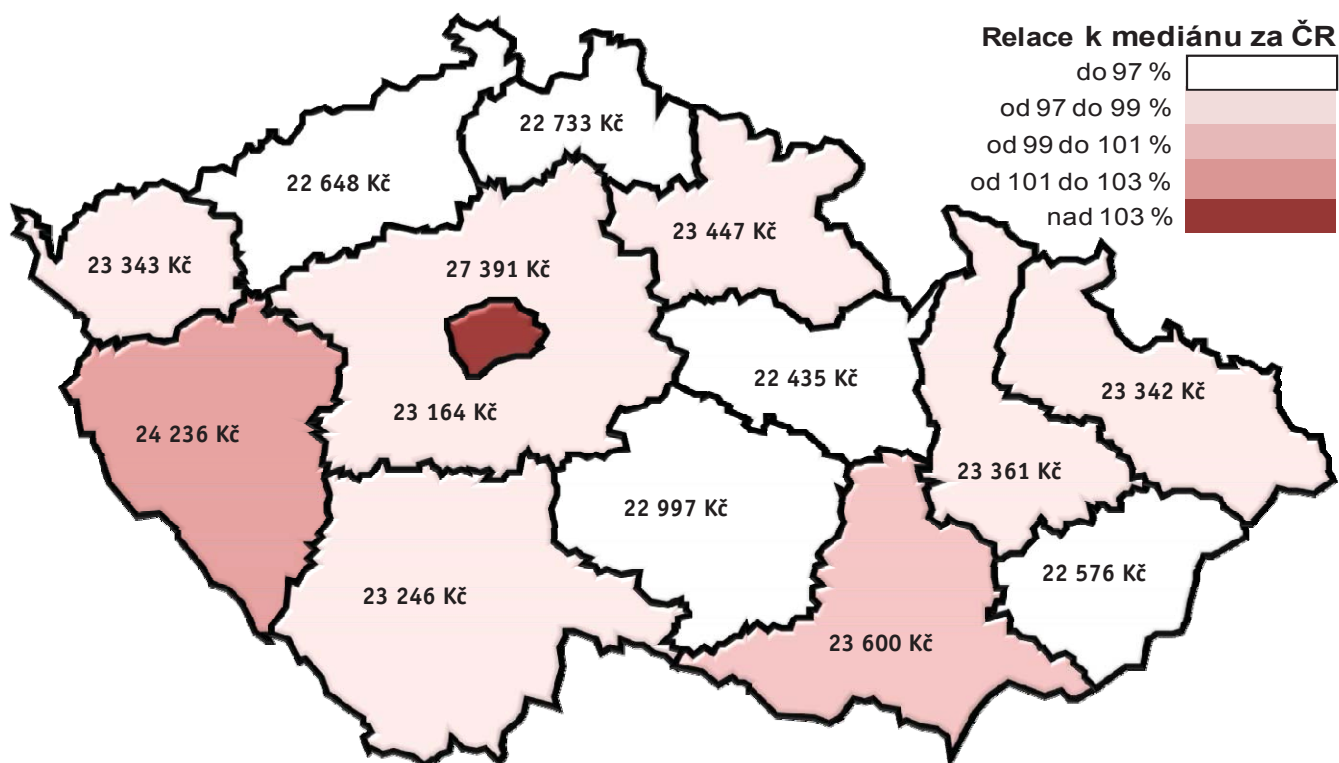 Relace k mediánu za ČR
do 97 %
od 97 do 99 %
od 99 do 101 %
od 101 do 103 %
nad 103 %
22 733 Kč
22 648 Kč
23 447 Kč
23 343 Kč
27 391 Kč
22 435 Kč
23 342 Kč
23 164 Kč
24 236 Kč
23 361 Kč
22 997 Kč
22 576 Kč
23 246 Kč
23 600 Kč